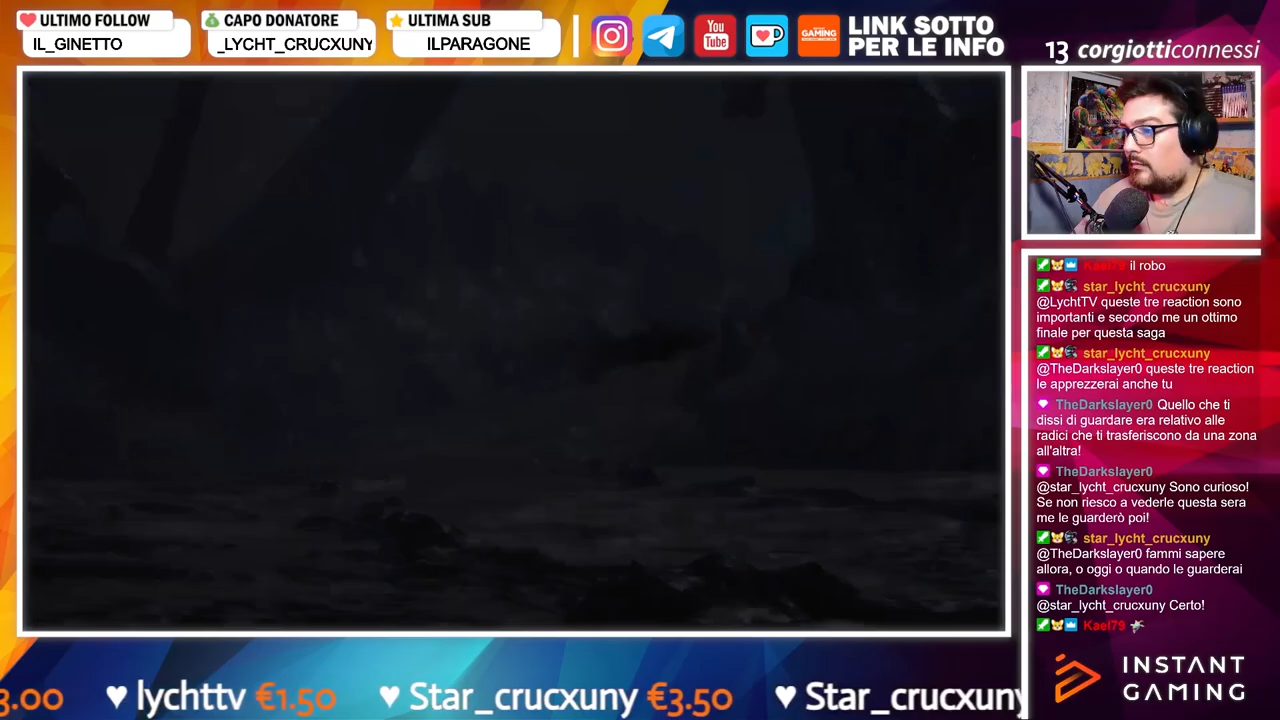 ULTIMO FOLLOW
IL_GINETTO
CAPO DONATORE
_LYCHT_CRUCXUNY
ULTIMA SUB
ILPARAGONE
You
Tube
GAMING
LINK SOTTO
PER LE INFO
13 corgiotticonnessi
Kael79 il robo
star_lycht_crucxuny
@LychtTV queste tre reaction sono
importanti e secondo me un ottimo
finale per questa saga
star_lycht_crucxuny
@TheDarkslayer0 queste tre reaction
le apprezzerai anche tu
TheDarkslayer0 Quello che ti
dissi di guardare era relativo alle
radici che ti trasferiscono da una zona
all'altra!
TheDarkslayer0
@star_lycht_crucxuny Sono curioso!
Se non riesco a vederle questa sera
me le guarderò poi!
star_lycht_crucxuny
@TheDarkslayer0 fammi sapere
allora, o oggi o quando le guarderai
TheDarkslayer0
@star_lycht_crucxuny Certo!
Kael79
3.00 ♥ lychttv €1.50 ♥ Star_crucxuny €3.50 ♥ Star_crucxuny
INSTANT
GAMING